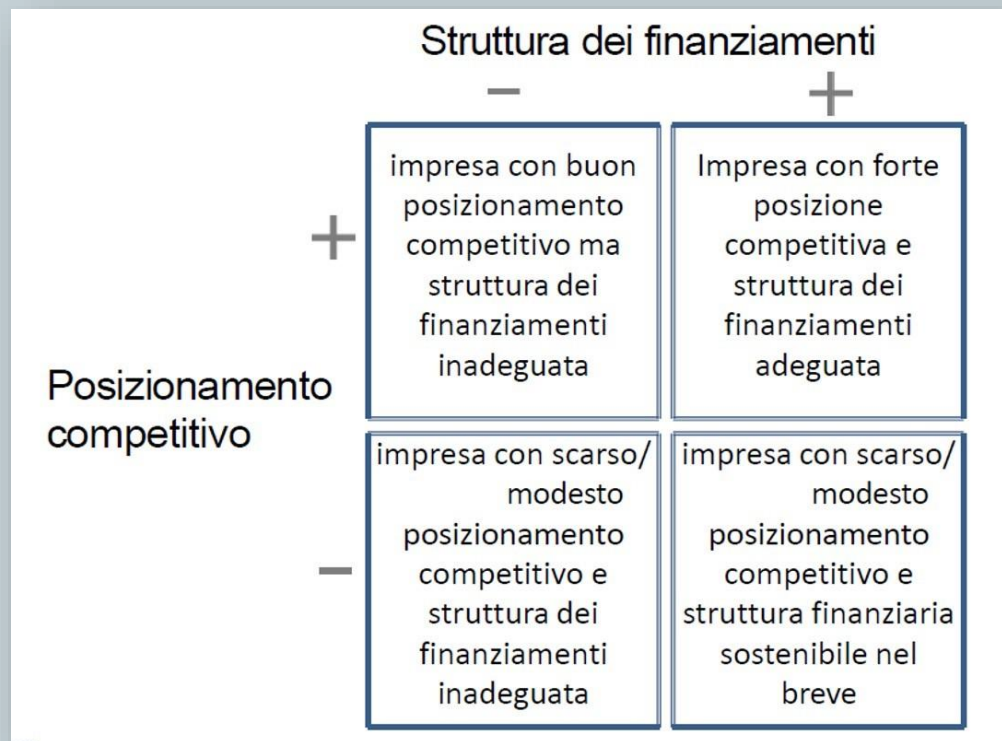 Struttura dei finanziamenti
− +
+
impresa con buon
posizionamento
competitivo ma
struttura dei
finanziamenti
inadeguata
Impresa con forte
posizione
competitiva e
struttura dei
finanziamenti
adeguata
Posizionamento
competitivo
−
impresa con scarso/
modesto
posizionamento
competitivo e
struttura dei
finanziamenti
inadeguata
impresa con scarso/
modesto
posizionamento
competitivo e
struttura finanziaria
sostenibile nel
breve